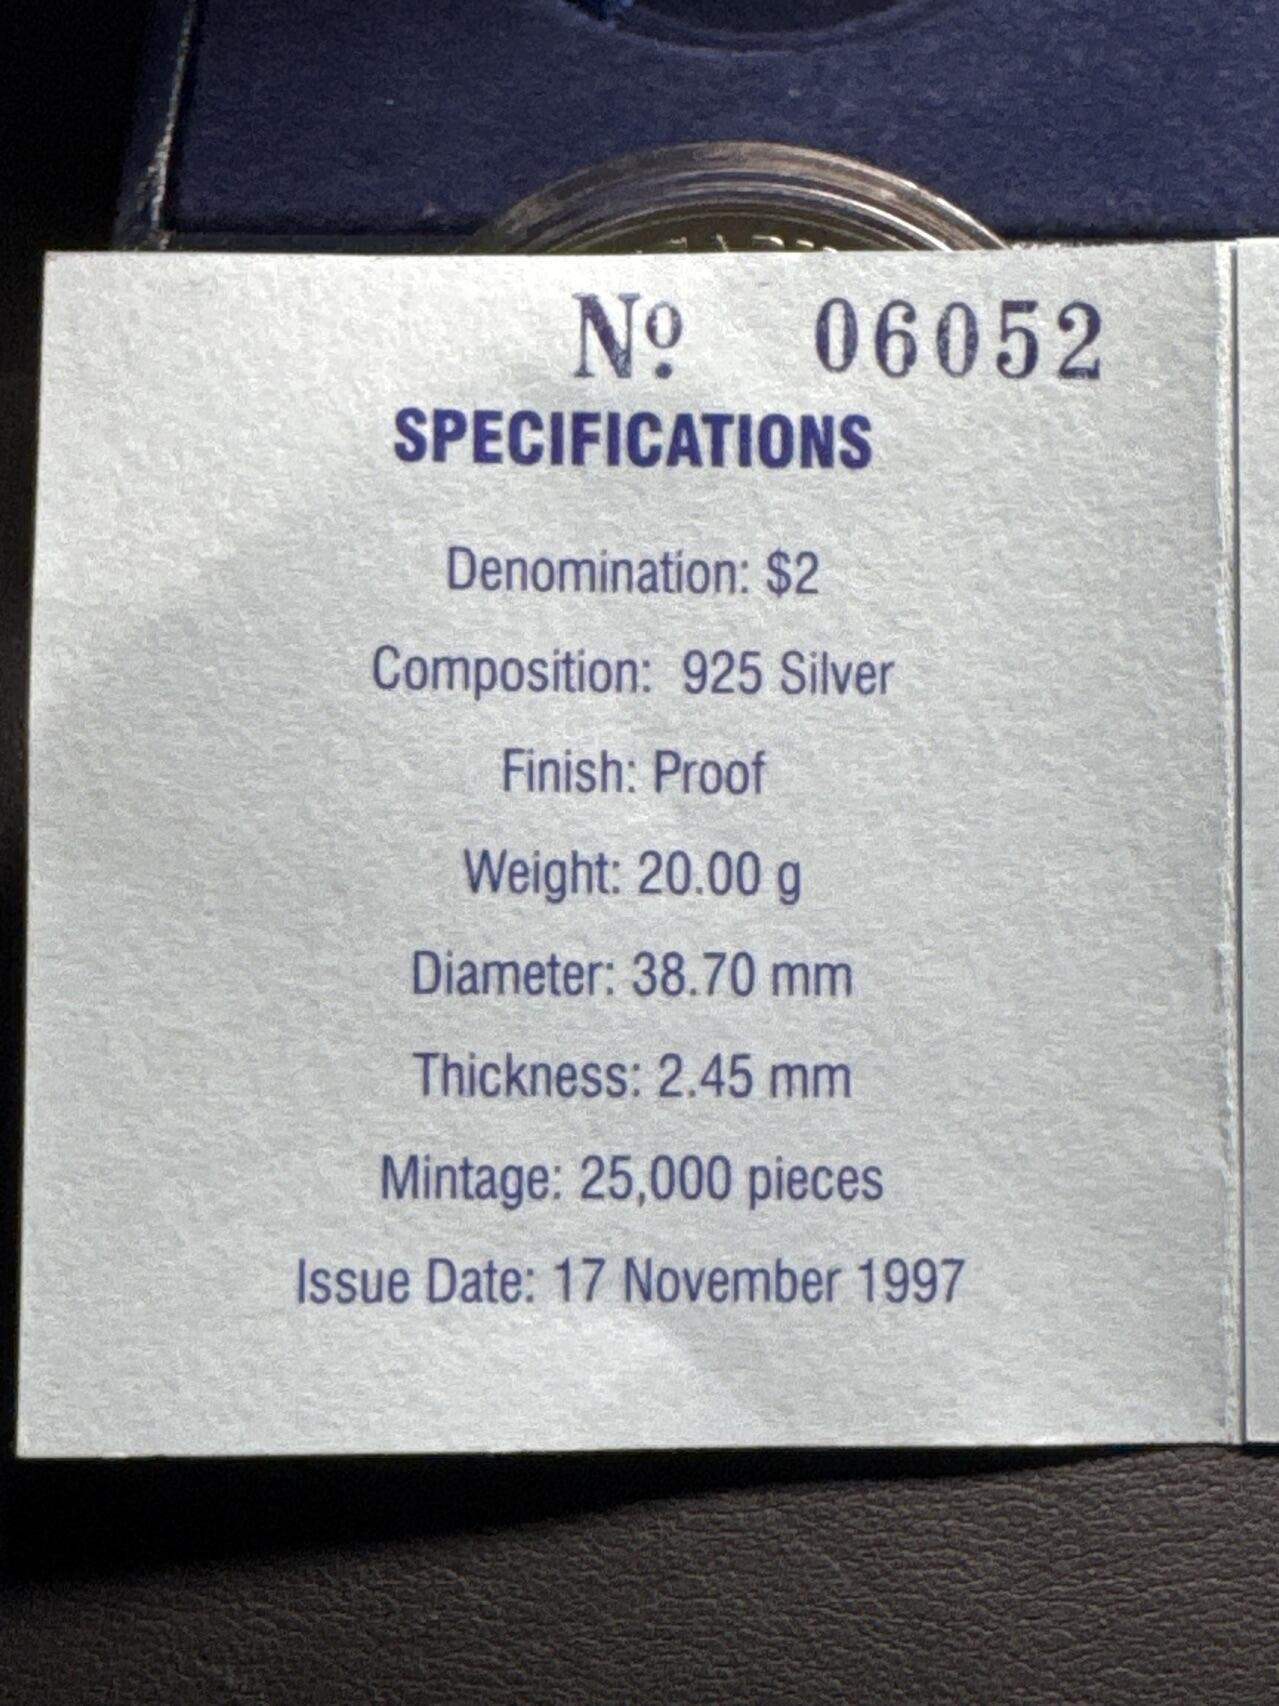 Nº 06052
SPECIFICATIONS
Denomination: $2
Composition: 925 Silver
Finish: Proof
Weight: 20.00 g
Diameter: 38.70 mm
Thickness: 2.45 mm
Mintage: 25,000 pieces
Issue Date: 17 November 1997